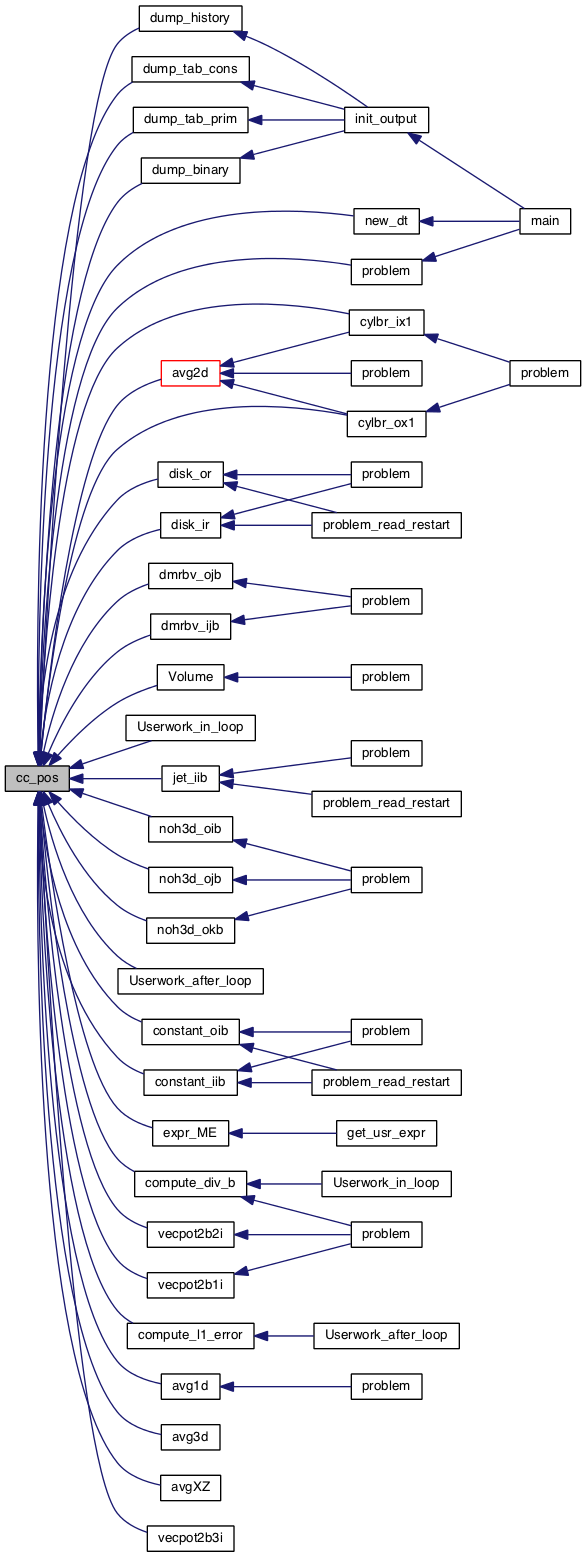 dump_history
dump_tab_cons
dump_tab_prim
init_output
dump_binary
new_dt
main
problem
cylbr_ix1
avg2d
problem
problem
cylbr_ox1
disk_or
problem
disk_ir
problem_read_restart
dmrbv_ojb
problem
dmrbv_ijb
Volume
problem
Userwork_in_loop
problem
cc_pos
jet_iib
problem_read_restart
noh3d_oib
noh3d_ojb
problem
noh3d_okb
Userwork_after_loop
constant_oib
problem
constant_iib
problem_read_restart
expr_ME
get_usr_expr
compute_div_b
Userwork_in_loop
vecpot2b2i
problem
vecpot2b1i
compute_l1_error
Userwork_after_loop
avg1d
problem
avg3d
avgXZ
vecpot2b3i